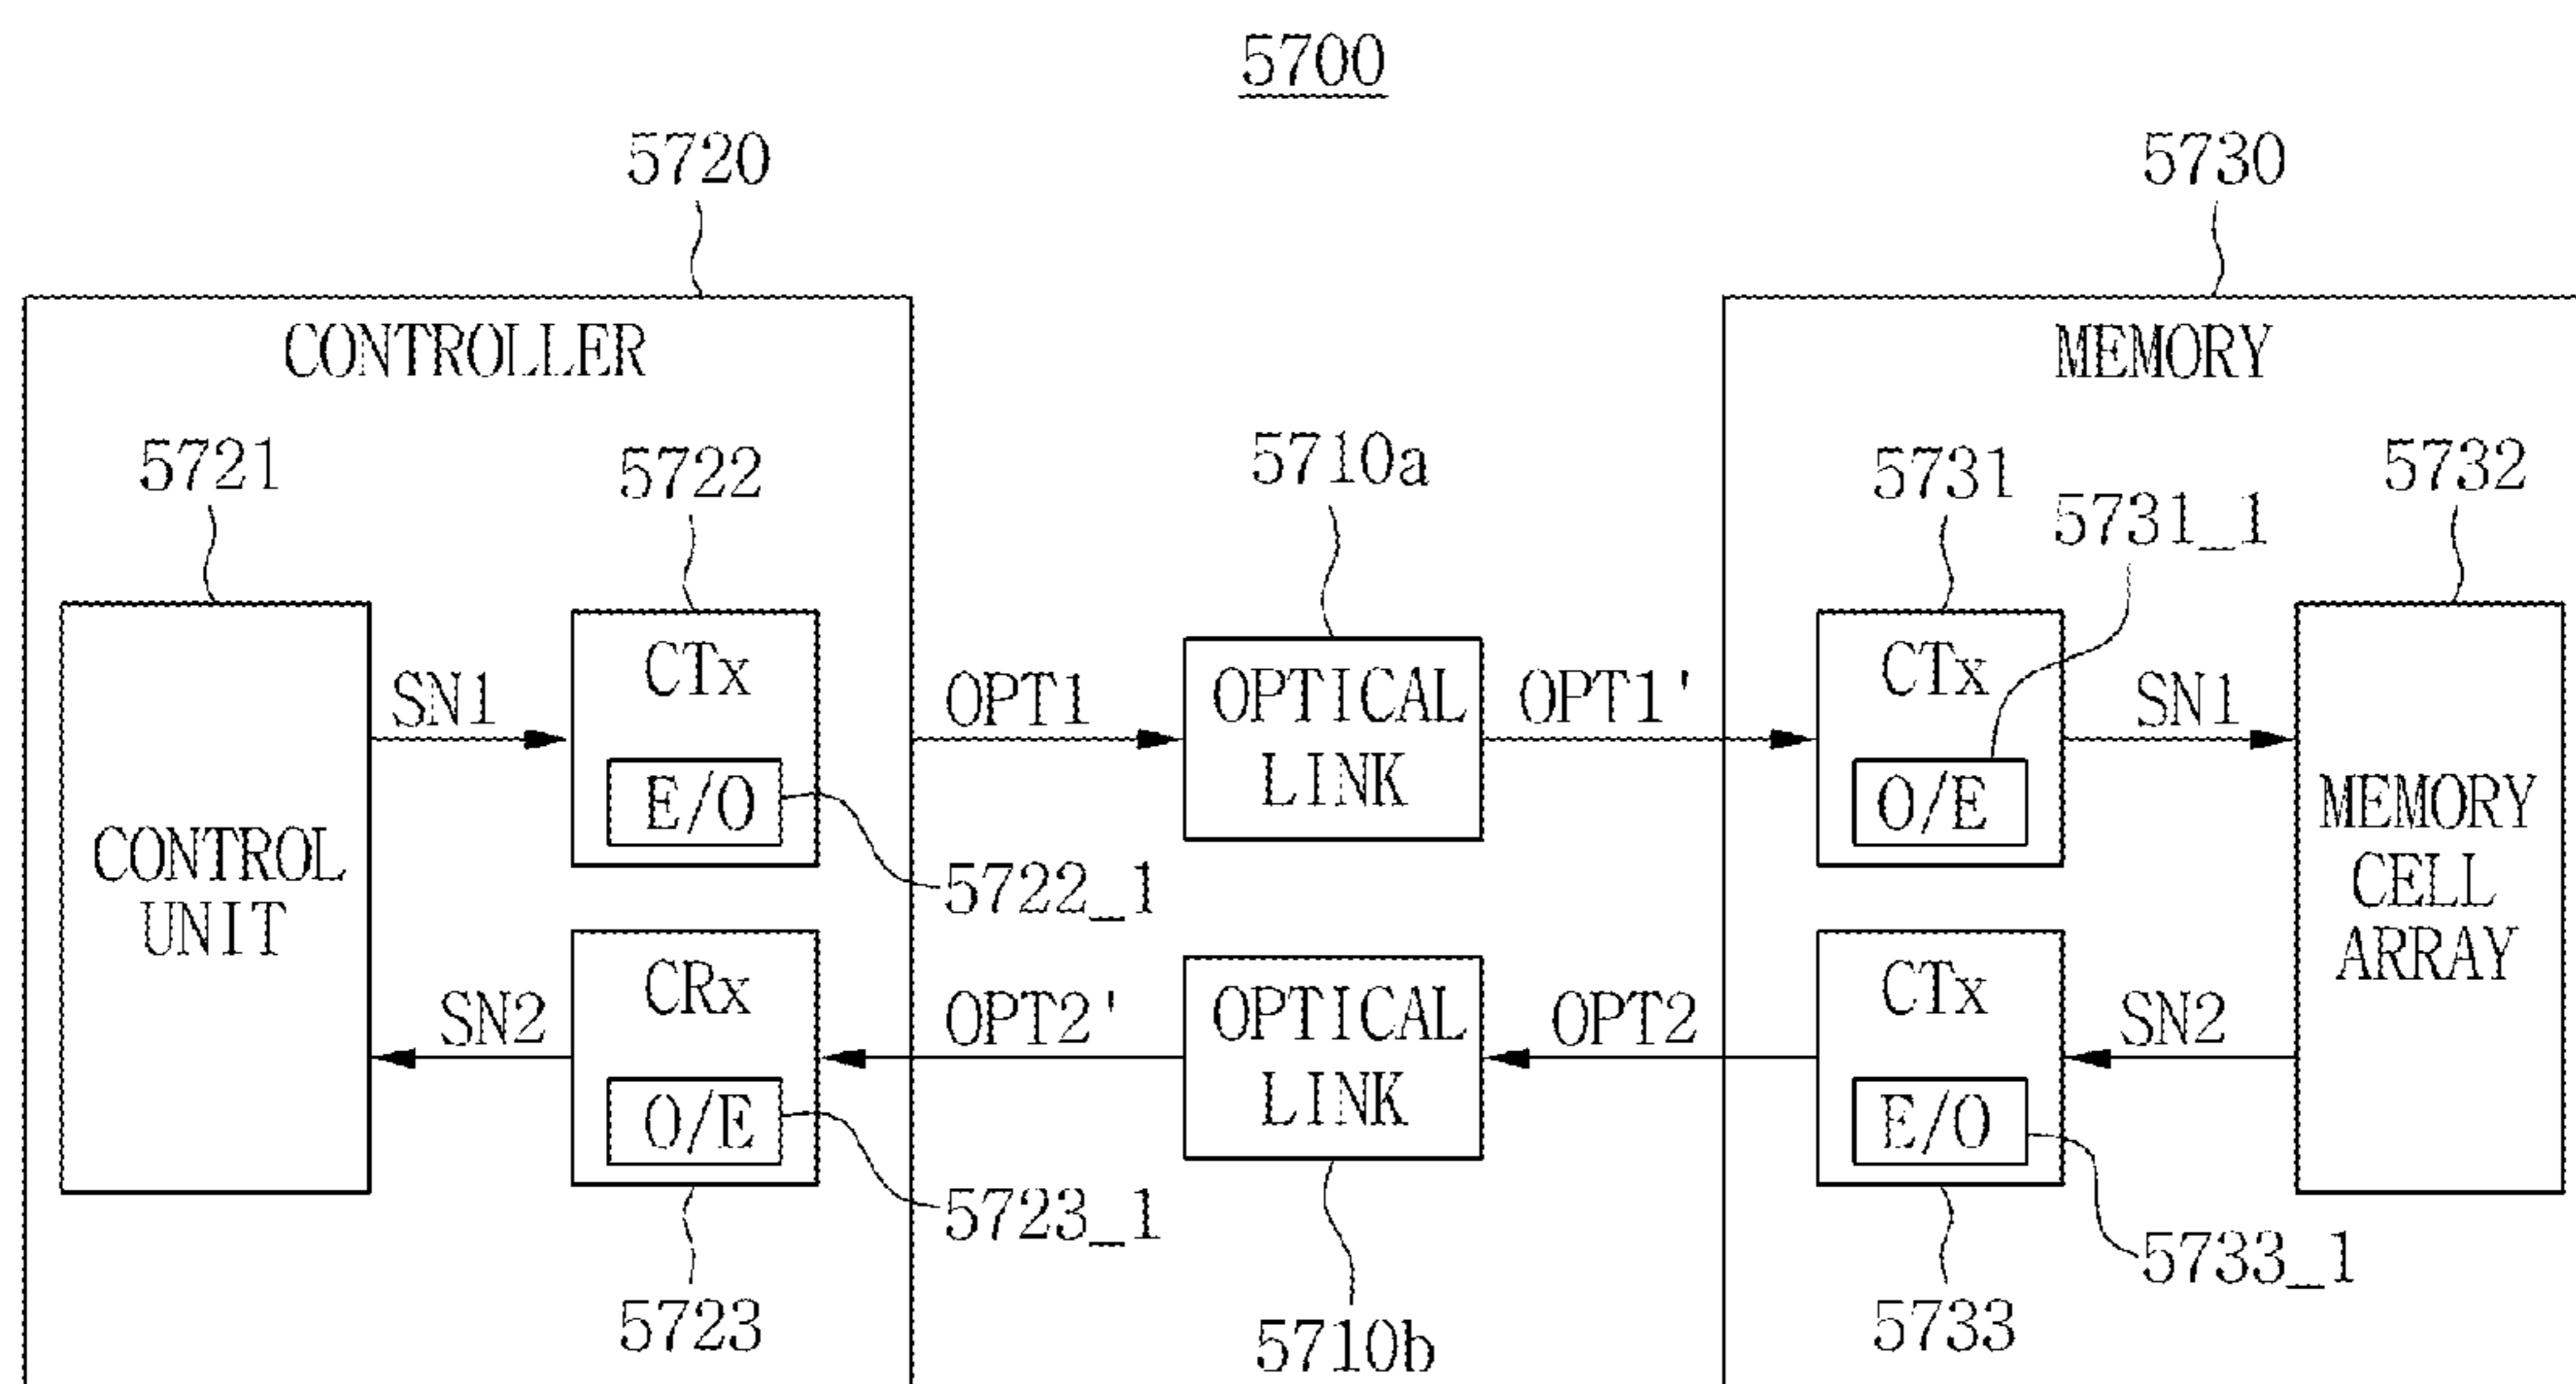 5700
5720
5730
CONTROLLER
MEMORY
5721
5722
5710a
5731
5731_1
5732
CONTROL
UNIT
SN1
CTx
E/O
5722_1
OPT1
OPTICAL
LINK
OPT1'
CTx
O/E
SN1
MEMORY
CELL
ARRAY
SN2
CRx
O/E
5723_1
5723
OPT2'
OPTICAL
LINK
5710b
OPT2
CTx
E/O
5733_1
5733
SN2